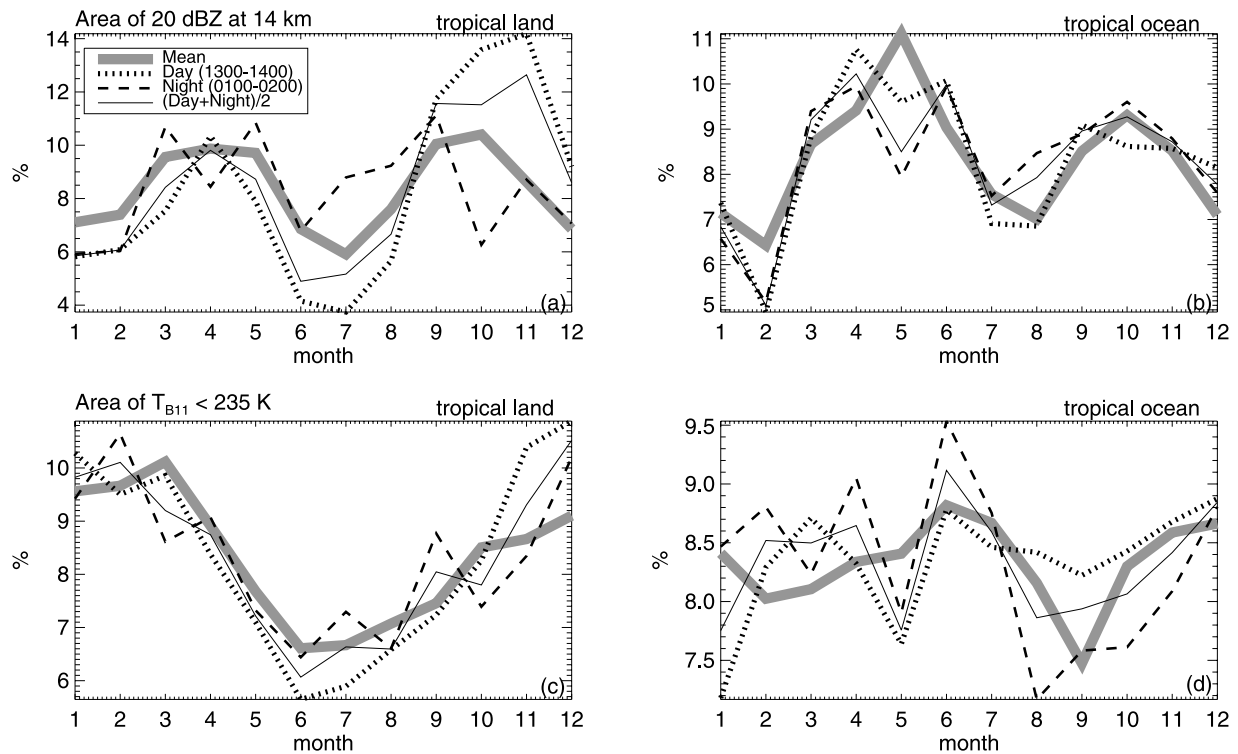 Area of 20 dBZ at 14 km
tropical land
14
12
10
8
6
4
%
Mean
Day (1300-1400)
Night (0100-0200)
(Day+Night)/2
(a)
1 2 3 4 5 6 7 8 9 10 11 12
month
tropical ocean
11
10
9
8
7
6
5
%
(b)
1 2 3 4 5 6 7 8 9 10 11 12
month
Area of T_B11 < 235 K
tropical land
10
9
8
7
6
%
(c)
1 2 3 4 5 6 7 8 9 10 11 12
month
tropical ocean
9.5
9.0
8.5
8.0
7.5
%
(d)
1 2 3 4 5 6 7 8 9 10 11 12
month